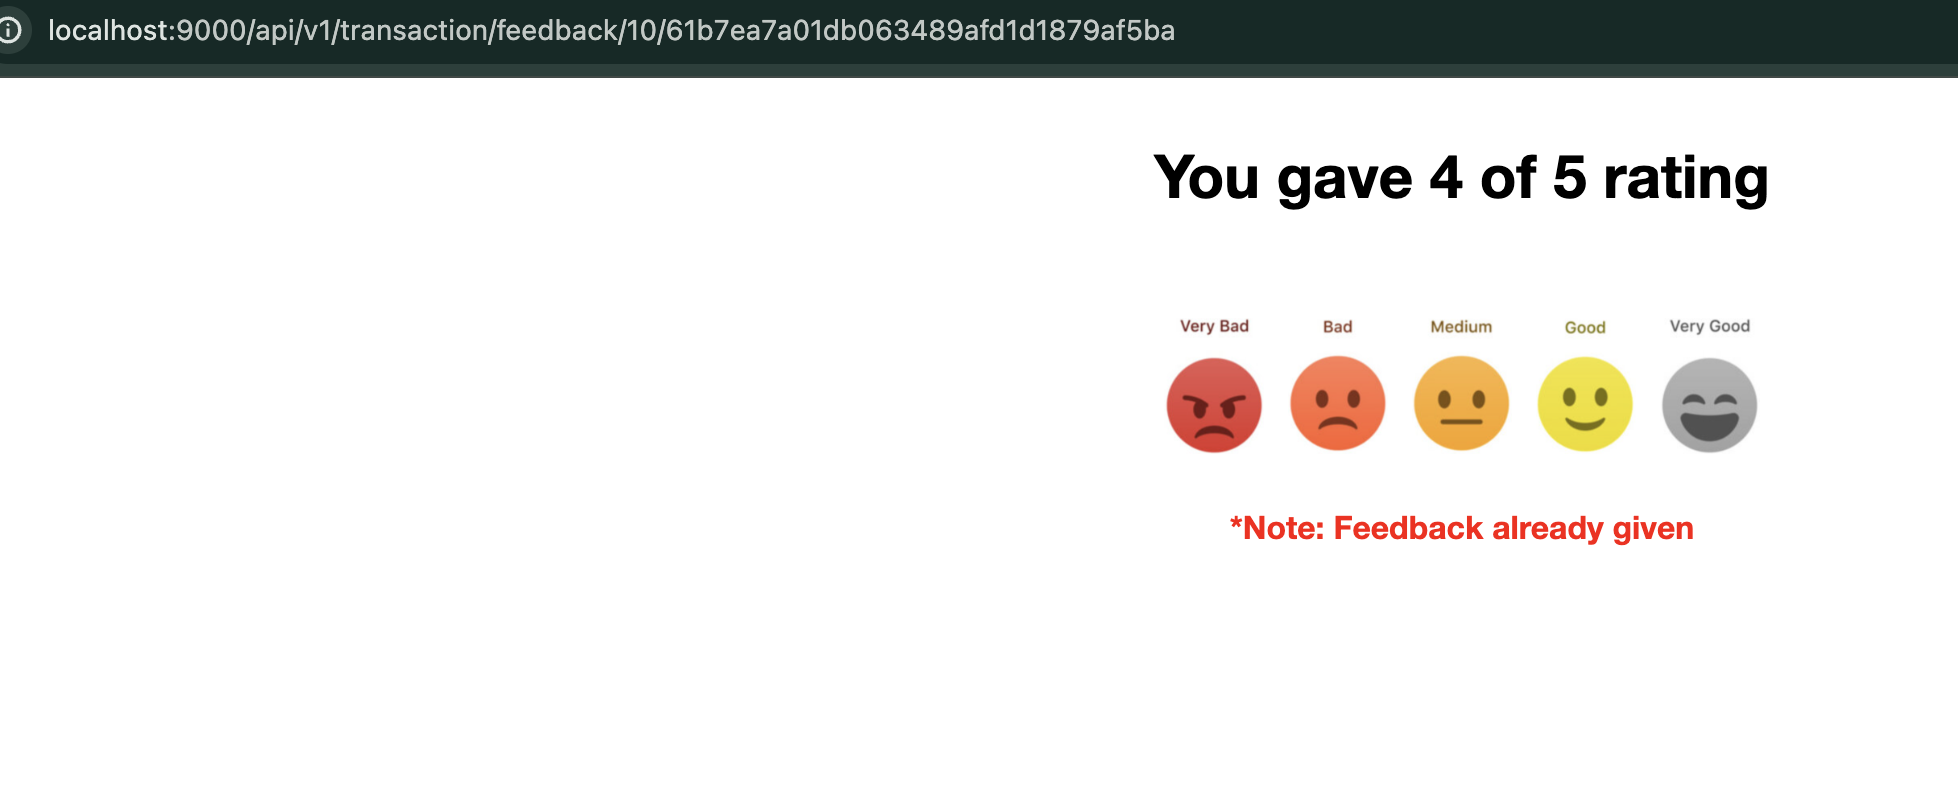 localhost:9000/api/v1/transaction/feedback/10/61b7ea7a01db063489afd1d1879af5ba
You gave 4 of 5 rating
Very Bad Bad Medium Good Very Good
*Note: Feedback already given